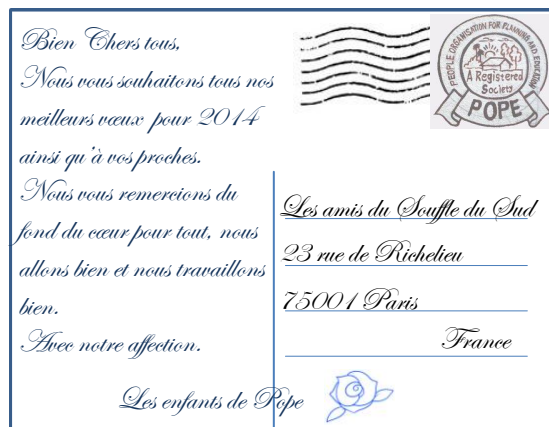 Bien Chers tous,
Nous vous souhaitons tous nos
meilleurs vœux pour 2014
ainsi qu'à vos proches.
Nous vous remercions du
fond du cœur pour tout, nous
allons bien et nous travaillons
bien.
Avec notre affection.
Les enfants de Pope
PEOPLE ORGANISATION FOR PLANNING AND EDUCATION
A Registered
Society
POPE
Les amis du Souffle du Sud
23 rue de Richelieu
75001 Paris
France